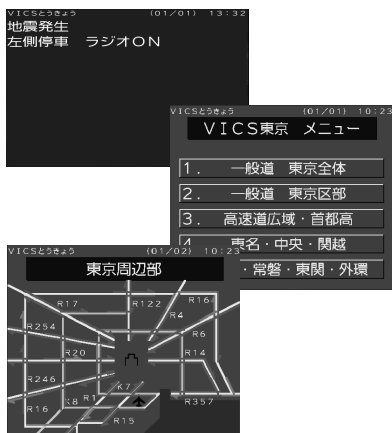 VICSとうきょう (01/01) 13:32
地震発生
左側停車 ラジオON
VICSとうきょう (01/01) 10:23
VICS東京 メニュー
1. 一般道 東京全体
2. 一般道 東京区部
3. 高速道広域・首都高
4. 東名・中央・関越
・常磐・東関・外環
VICSとうきょう (01/02) 10:23
東京周辺部
R17 R122 R16
R4
R254 R6
R20 R14
R246 K7
R16 K8 R1 R357
R15